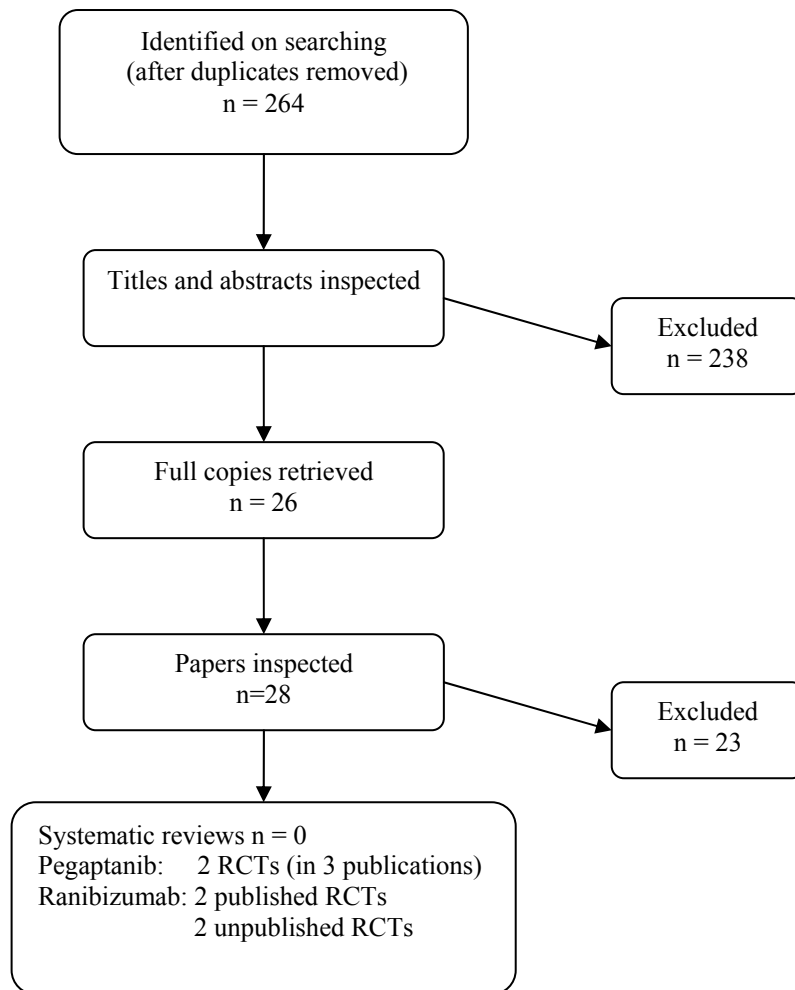 Identified on searching
(after duplicates removed)
n = 264
Titles and abstracts inspected
Excluded
n = 238
Full copies retrieved
n = 26
Papers inspected
n=28
Excluded
n = 23
Systematic reviews n = 0
Pegaptanib: 2 RCTs (in 3 publications)
Ranibizumab: 2 published RCTs
2 unpublished RCTs